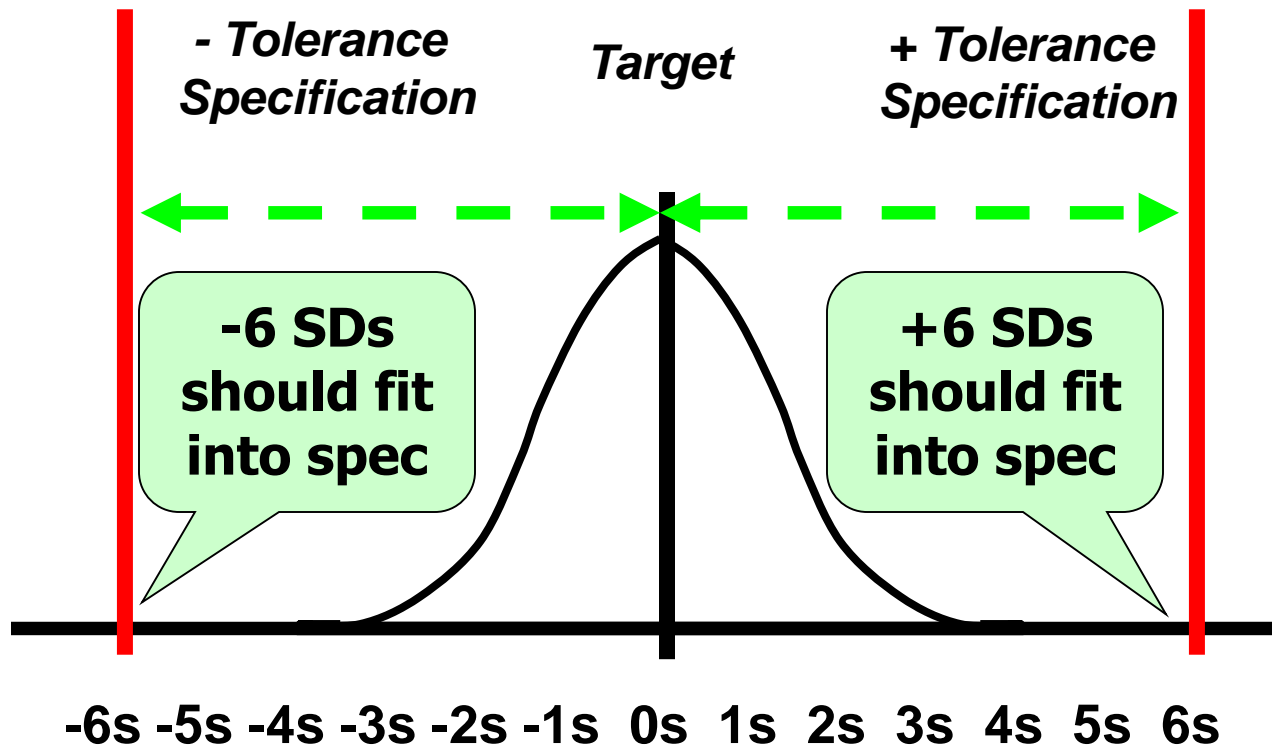 - Tolerance
Specification
Target
+ Tolerance
Specification
-6 SDs
should fit
into spec
+6 SDs
should fit
into spec
-6s -5s -4s -3s -2s -1s 0s 1s 2s 3s 4s 5s 6s